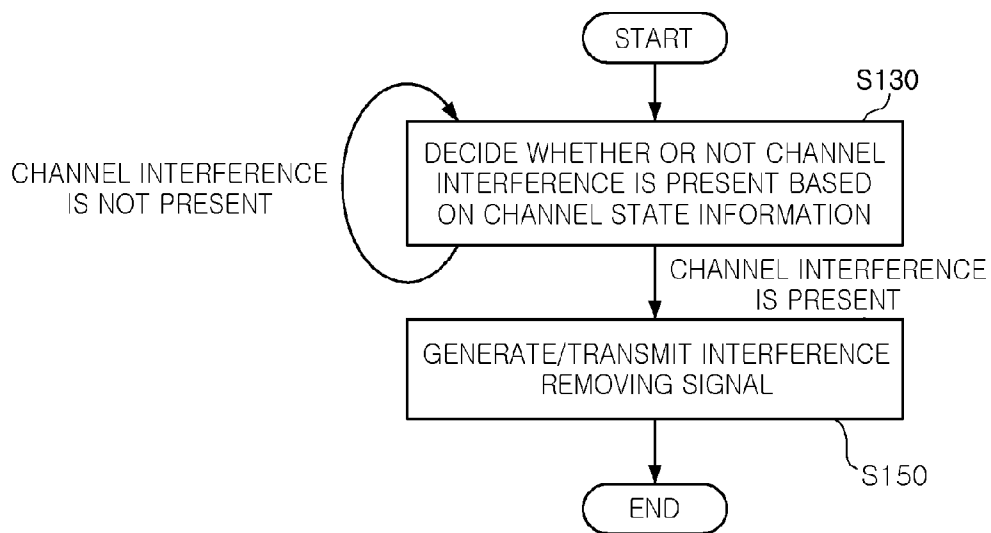 START
S130
DECIDE WHETHER OR NOT CHANNEL
INTERFERENCE IS PRESENT BASED
ON CHANNEL STATE INFORMATION
CHANNEL INTERFERENCE
IS NOT PRESENT
CHANNEL INTERFERENCE
IS PRESENT
GENERATE/TRANSMIT INTERFERENCE
REMOVING SIGNAL
S150
END